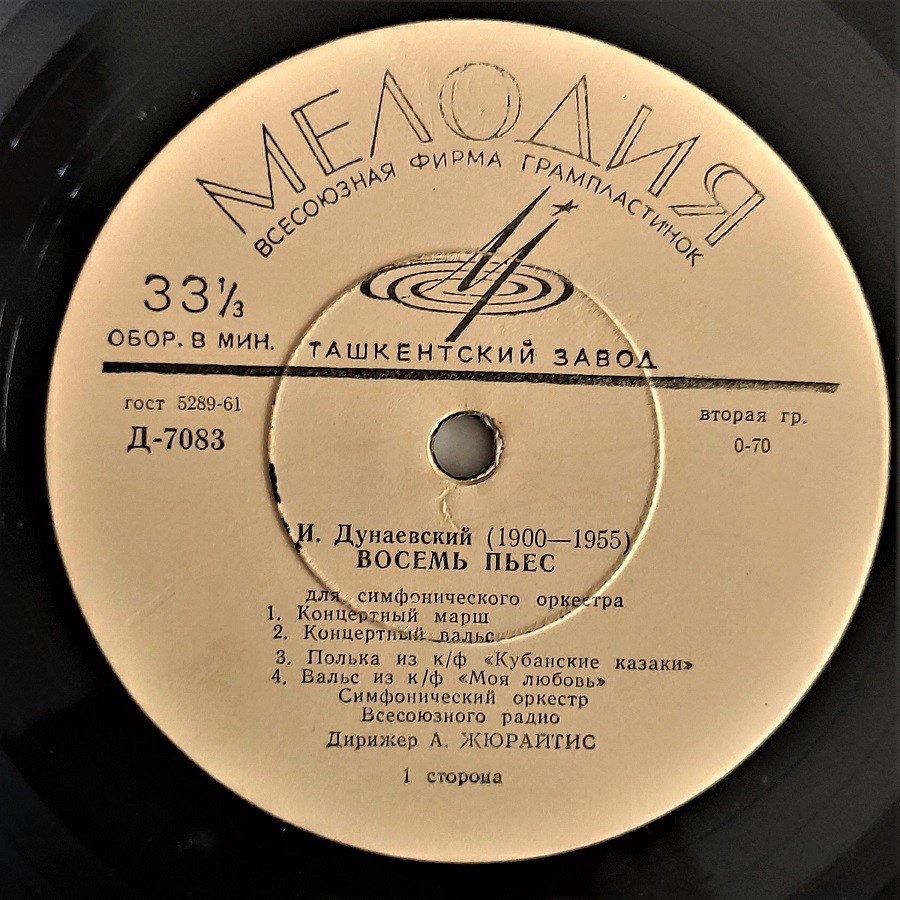 МЕЛОДИЯ
ВСЕСОЮЗНАЯ ФИРМА ГРАМПЛАСТИНОК
33 1/3
ОБОР. В МИН.
ТАШКЕНТСКИЙ ЗАВОД
гост 5289-61
Д-7083
вторая гр.
0-70
И. Дунаевский (1900—1955)
ВОСЕМЬ ПЬЕС
для симфонического оркестра
1. Концертный марш
2. Концертный вальс
3. Полька из к/ф «Кубанские казаки»
4. Вальс из к/ф «Моя любовь»
Симфонический оркестр
Всесоюзного радио
Дирижер А. ЖЮРАЙТИС
1 сторона